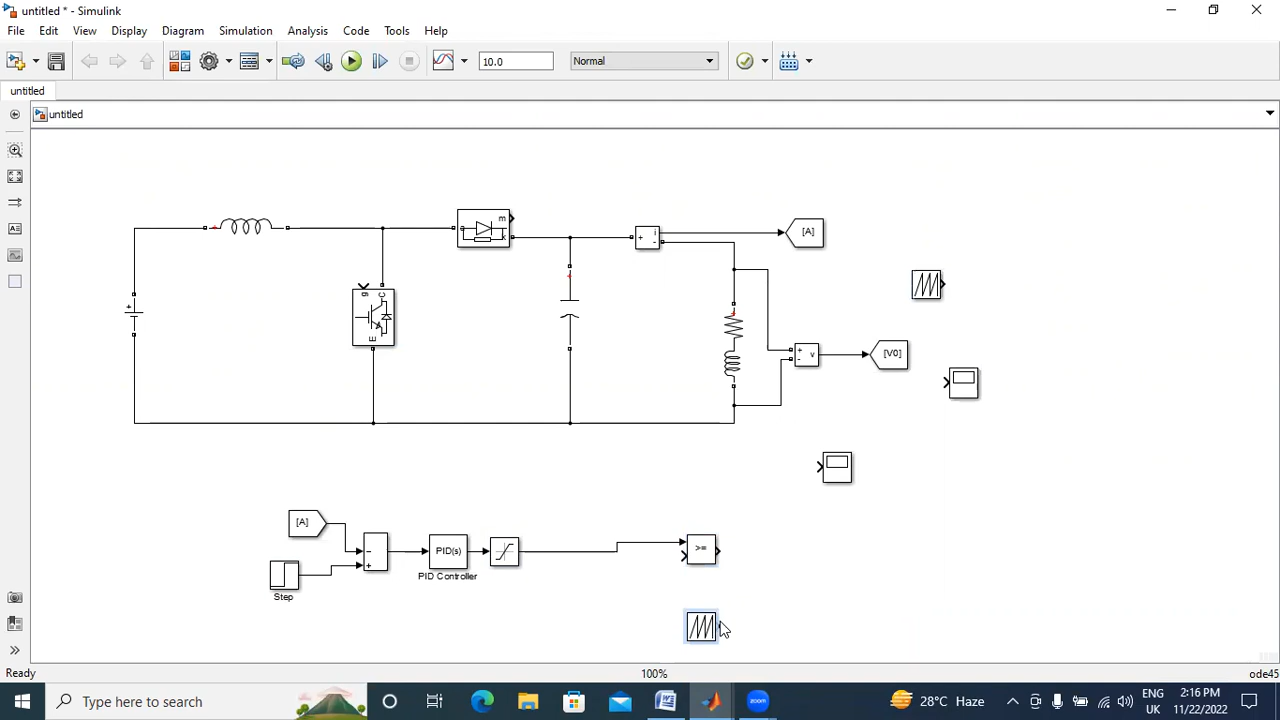 untitled * - Simulink
File Edit View Display Diagram Simulation Analysis Code Tools Help
10.0 Normal
untitled
untitled
m
k
i
-
+
[A]
g
C
E
+
+
-
v
[V0]
[A]
-
+
PID(s)
>=
PID Controller
Step
Ready 100% ode45
Type here to search
zoom
28°C Haze
ENG
UK
2:16 PM
11/22/2022